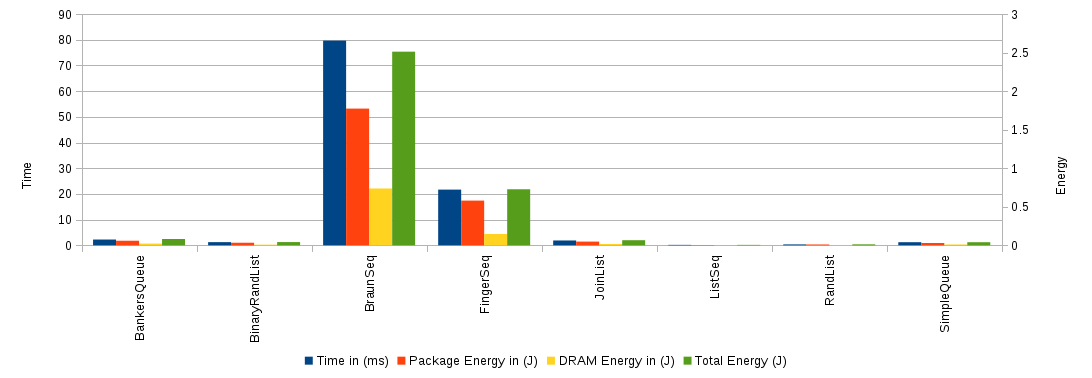 90
80
70
60
50
40
30
20
10
0
Time
3
2.5
2
1.5
1
0.5
0
Energy
BankersQueue
BinaryRandList
BraunSeq
FingerSeq
JoinList
ListSeq
RandList
SimpleQueue
Time in (ms) Package Energy in (J) DRAM Energy in (J) Total Energy (J)